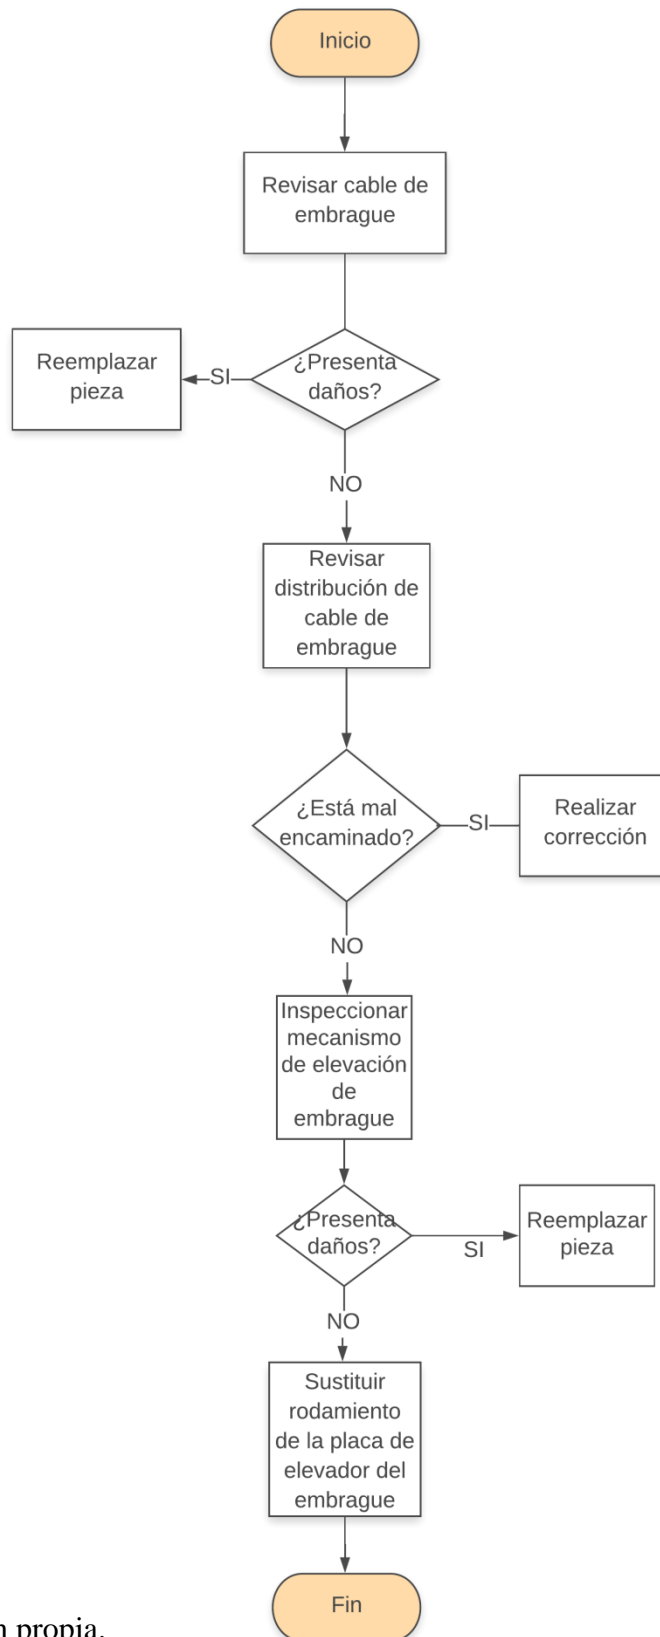 Inicio
Revisar cable de
embrague
¿Presenta
daños?
SI
Reemplazar
pieza
NO
Revisar
distribución de
cable de
embrague
¿Está mal
encaminado?
SI
Realizar
corrección
NO
Inspeccionar
mecanismo
de elevación
de
embrague
¿Presenta
daños?
SI
Reemplazar
pieza
NO
Sustituir
rodamiento
de la placa de
elevador del
embrague
Fin
propia.